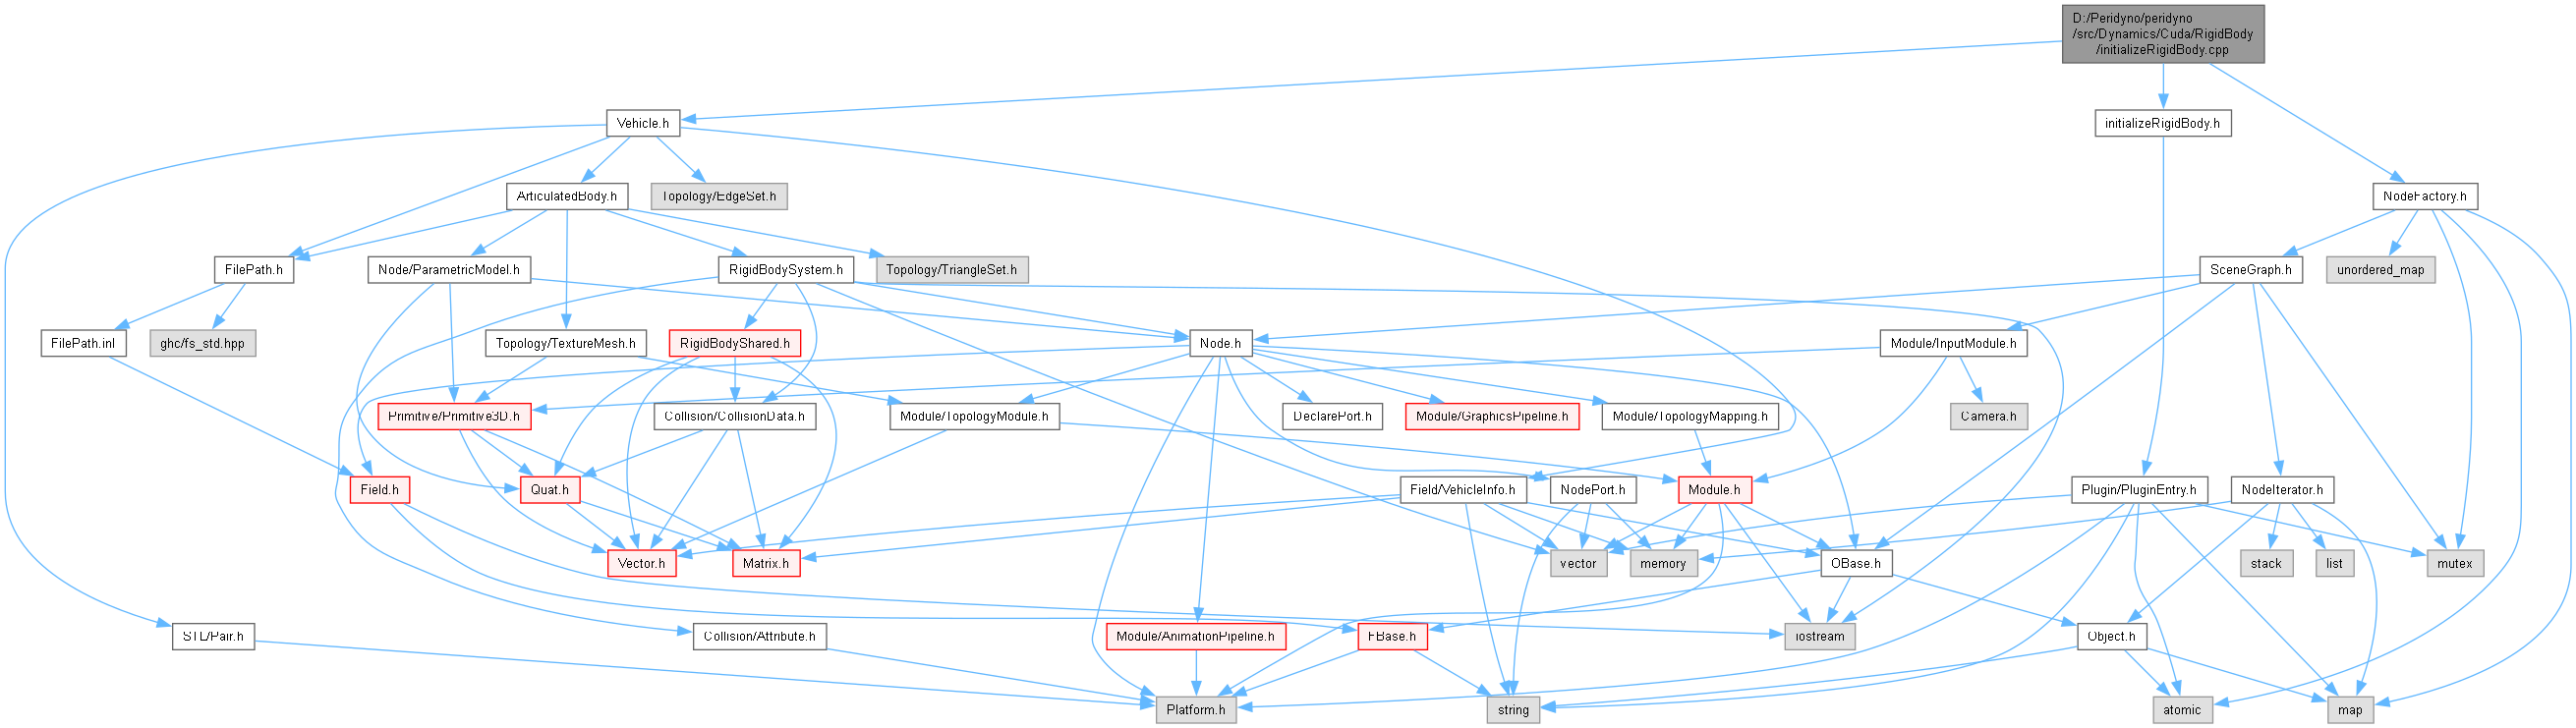 D:/Peridyno/peridyno
/src/Dynamics/Cuda/RigidBody
/initializeRigidBody.cpp
Vehicle.h
initializeRigidBody.h
ArticulatedBody.h
Topology/EdgeSet.h
NodeFactory.h
FilePath.h
Node/ParametricModel.h
RigidBodySystem.h
Topology/TriangleSet.h
SceneGraph.h
unordered_map
FilePath.inl
ghc/fs_std.hpp
Topology/TextureMesh.h
RigidBodyShared.h
Node.h
Module/InputModule.h
Primitive/Primitive3D.h
Collision/CollisionData.h
Module/TopologyModule.h
DeclarePort.h
Module/GraphicsPipeline.h
Module/TopologyMapping.h
Camera.h
Field.h
Quat.h
Field/VehicleInfo.h
NodePort.h
Module.h
Plugin/PluginEntry.h
NodeIterator.h
Vector.h
Matrix.h
vector
memory
OBase.h
stack
list
mutex
STL/Pair.h
Collision/Attribute.h
Module/AnimationPipeline.h
FBase.h
iostream
Object.h
Platform.h
string
atomic
map